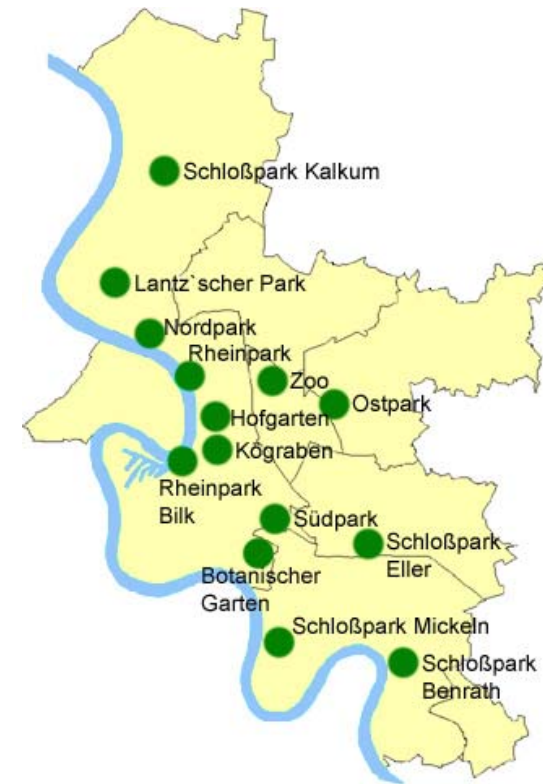 Schloßpark Kalkum
Lantz`scher Park
Nordpark
Rheinpark
Zoo
Ostpark
Hofgarten
Kögraben
Rheinpark
Bilk
Südpark
Schloßpark
Eller
Botanischer
Garten
Schloßpark Mickeln
Schloßpark
Benrath